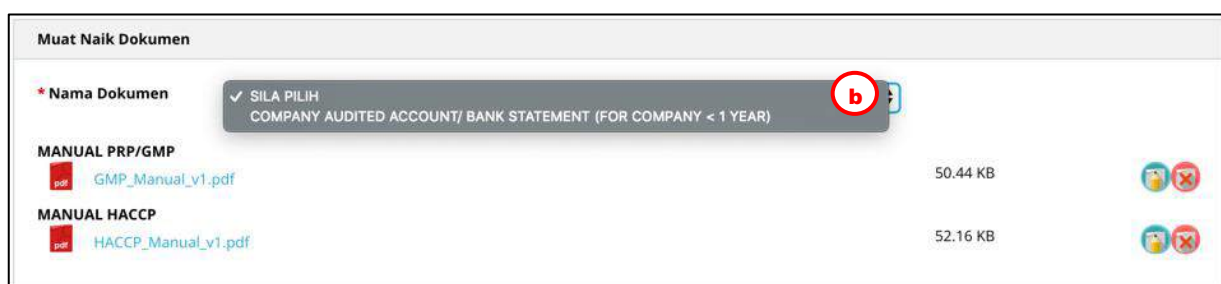 Muat Naik Dokumen
* Nama Dokumen
✓ SILA PILIH
b
COMPANY AUDITED ACCOUNT/ BANK STATEMENT (FOR COMPANY < 1 YEAR)
MANUAL PRP/GMP
pdf GMP_Manual_v1.pdf 50.44 KB
MANUAL HACCP
pdf HACCP_Manual_v1.pdf 52.16 KB